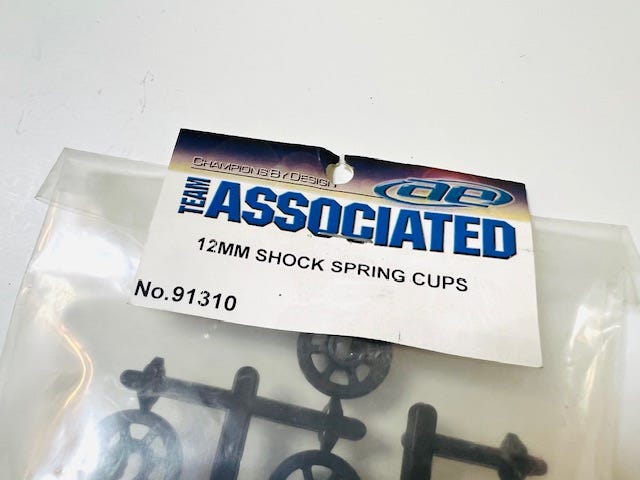 CHAMPIONS BY DESIGN
ae
TEAM
ASSOCIATED
12MM SHOCK SPRING CUPS
No.91310